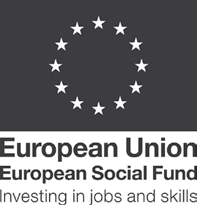 European Union
European Social Fund
Investing in jobs and skills